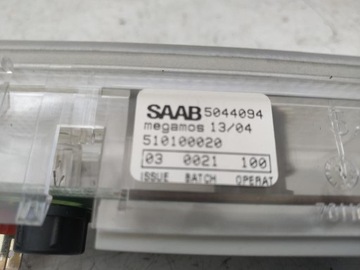 SAAB 5044094
megamos 13/04
510100020
03 0021 100
ISSUE BATCH OPERAT